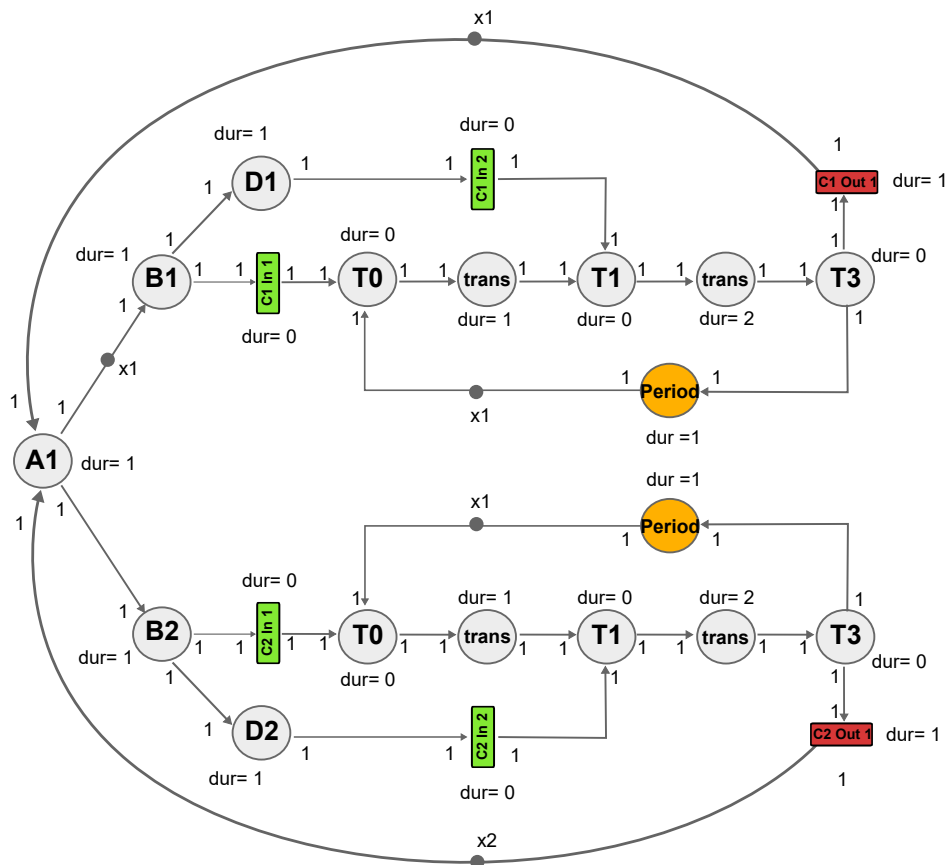 x1
1
dur= 1
dur= 0
D1
1
1
1
1
C1 In 2
C1 Out 1
dur= 1
1
1
dur= 1
B1
1
1
1
C1 In 1
1
1
dur= 0
dur= 0
T0
1
1
1
trans
dur= 1
1
1
1
T1
dur= 0
1
1
trans
dur= 2
1
1
1
T3
dur= 0
1
x1
1
Period
1
x1
dur =1
1
1
A1
dur= 1
1
1
dur =1
x1
1
Period
1
1
B2
dur= 1
1
1
1
dur= 0
C2 In 1
1
1
1
T0
dur= 0
1
1
dur= 1
trans
1
1
dur= 0
T1
1
1
1
dur= 2
trans
1
1
1
T3
dur= 0
1
1
1
D2
dur= 1
1
1
C2 In 2
1
dur= 0
C2 Out 1
dur= 1
1
x2